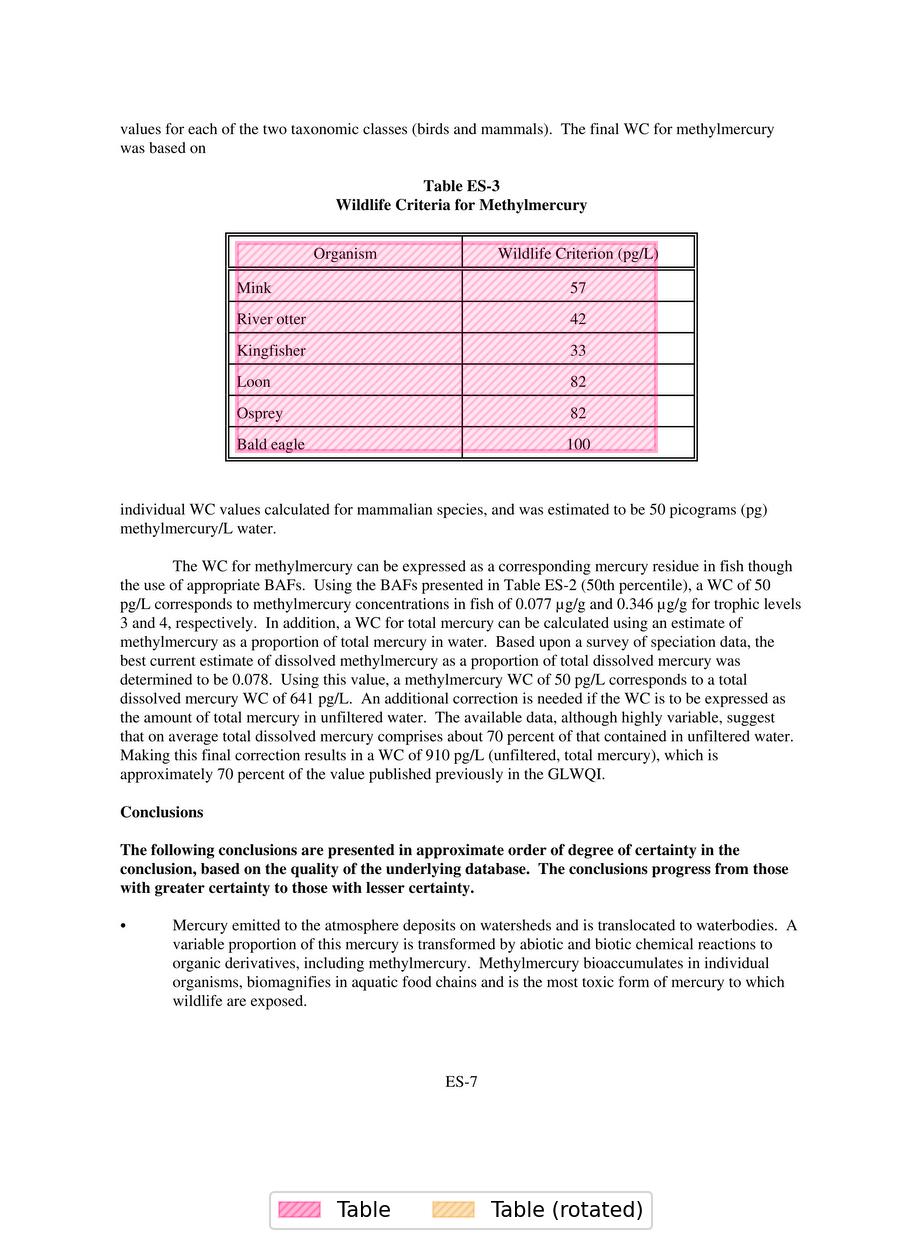 values for each of the two taxonomic classes (birds and mammals).  The final WC for methylmercury
was based on
Table ES-3
Wildlife Criteria for Methylmercury
Organism Wildlife Criterion (pg/L)
Mink 57
River otter 42
Kingfisher 33
Loon 82
Osprey 82
Bald eagle 100
individual WC values calculated for mammalian species, and was estimated to be 50 picograms (pg)
methylmercury/L water.
The WC for methylmercury can be expressed as a corresponding mercury residue in fish though
the use of appropriate BAFs.  Using the BAFs presented in Table ES-2 (50th percentile), a WC of 50
pg/L corresponds to methylmercury concentrations in fish of 0.077 µg/g and 0.346 µg/g for trophic levels
3 and 4, respectively.  In addition, a WC for total mercury can be calculated using an estimate of
methylmercury as a proportion of total mercury in water.  Based upon a survey of speciation data, the
best current estimate of dissolved methylmercury as a proportion of total dissolved mercury was
determined to be 0.078.  Using this value, a methylmercury WC of 50 pg/L corresponds to a total
dissolved mercury WC of 641 pg/L.  An additional correction is needed if the WC is to be expressed as
the amount of total mercury in unfiltered water.  The available data, although highly variable, suggest
that on average total dissolved mercury comprises about 70 percent of that contained in unfiltered water.
Making this final correction results in a WC of 910 pg/L (unfiltered, total mercury), which is
approximately 70 percent of the value published previously in the GLWQI.
Conclusions
The following conclusions are presented in approximate order of degree of certainty in the
conclusion, based on the quality of the underlying database.  The conclusions progress from those
with greater certainty to those with lesser certainty.
• Mercury emitted to the atmosphere deposits on watersheds and is translocated to waterbodies.  A
variable proportion of this mercury is transformed by abiotic and biotic chemical reactions to
organic derivatives, including methylmercury.  Methylmercury bioaccumulates in individual
organisms, biomagnifies in aquatic food chains and is the most toxic form of mercury to which
wildlife are exposed.
ES-7
Table Table (rotated)